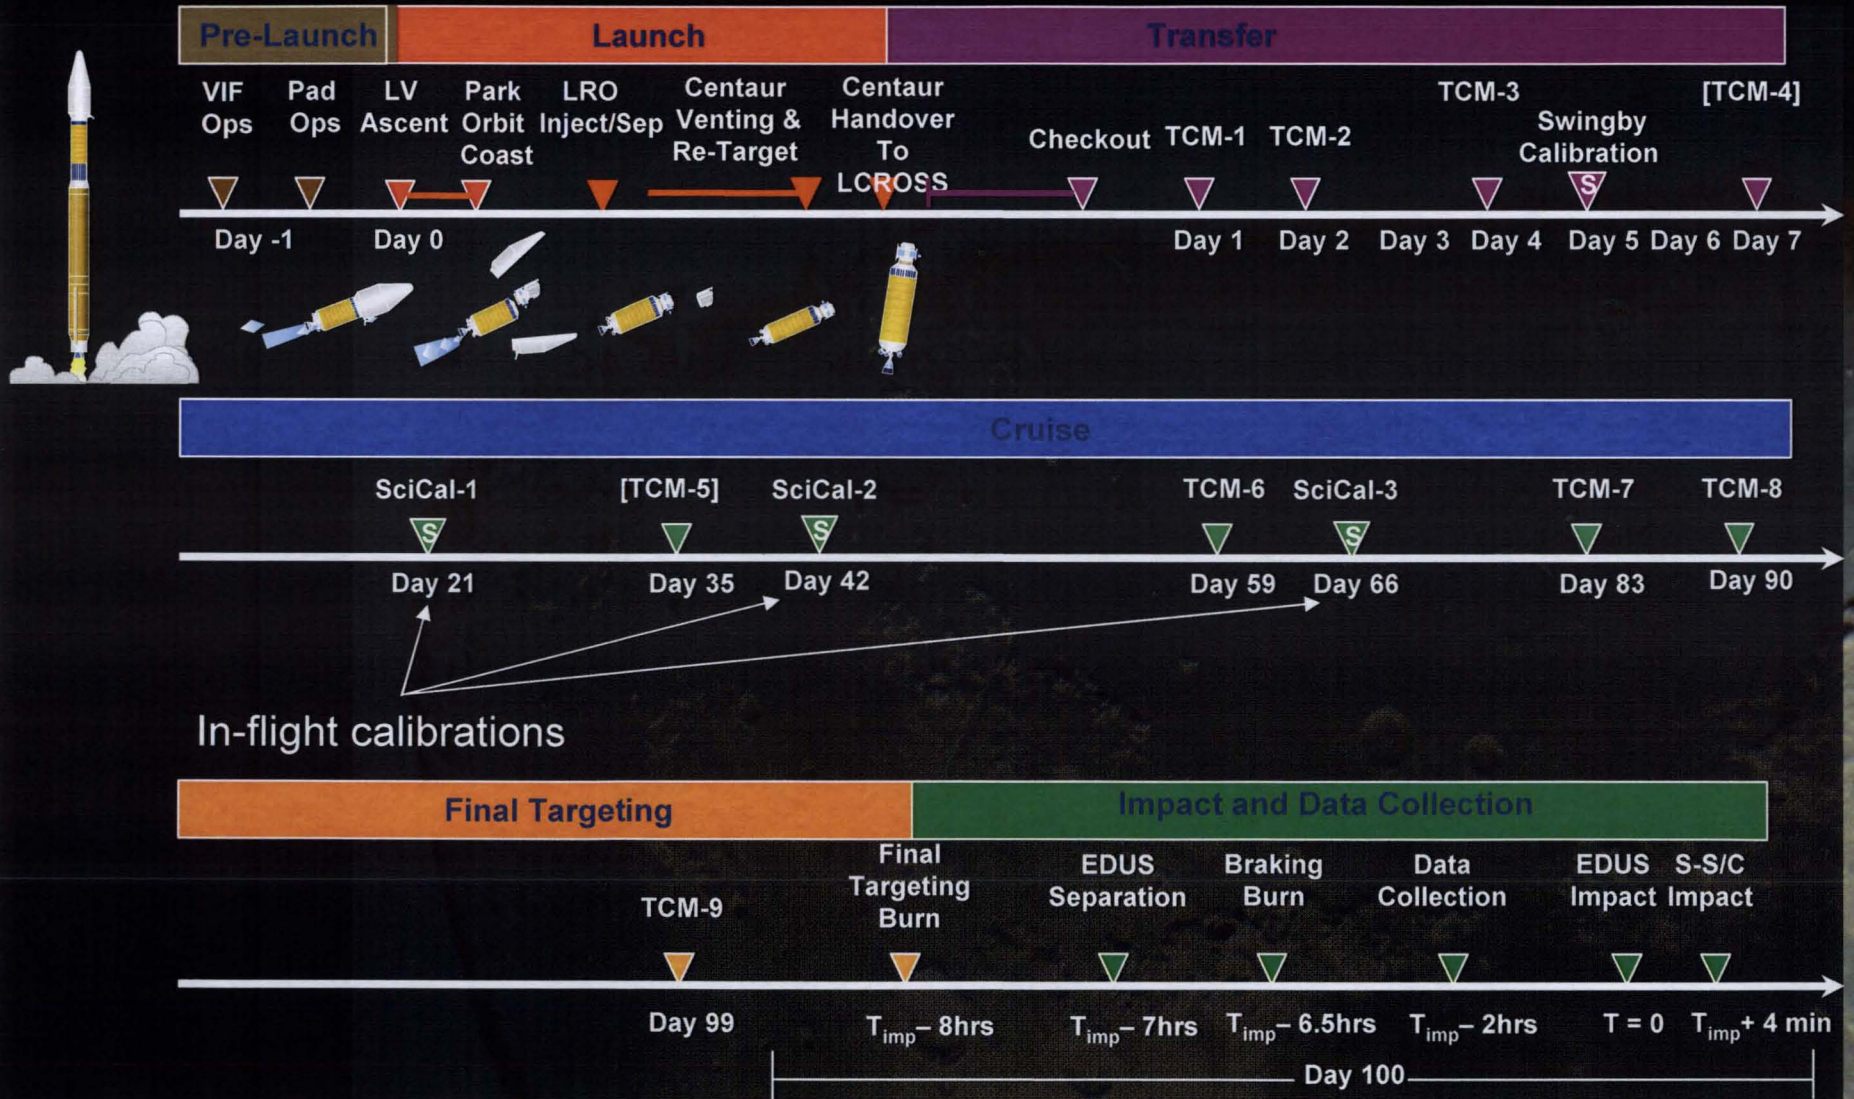 Pre-Launch Launch Transfer
VIF Ops
Pad Ops
LV Ascent
Park Orbit Coast
LRO Inject/Sep
Centaur Venting & Re-Target
Centaur Handover To LCROSS
Checkout
TCM-1
TCM-2
TCM-3
Swingby Calibration
[TCM-4]
S
Day -1 Day 0 Day 1 Day 2 Day 3 Day 4 Day 5 Day 6 Day 7
Cruise
SciCal-1 [TCM-5] SciCal-2 TCM-6 SciCal-3 TCM-7 TCM-8
S S S
Day 21 Day 35 Day 42 Day 59 Day 66 Day 83 Day 90
In-flight calibrations
Final Targeting Impact and Data Collection
TCM-9
Final Targeting Burn
EDUS Separation
Braking Burn
Data Collection
EDUS Impact
S-S/C Impact
Day 99 Timp– 8hrs Timp– 7hrs Timp– 6.5hrs Timp– 2hrs T = 0 Timp+ 4 min
Day 100